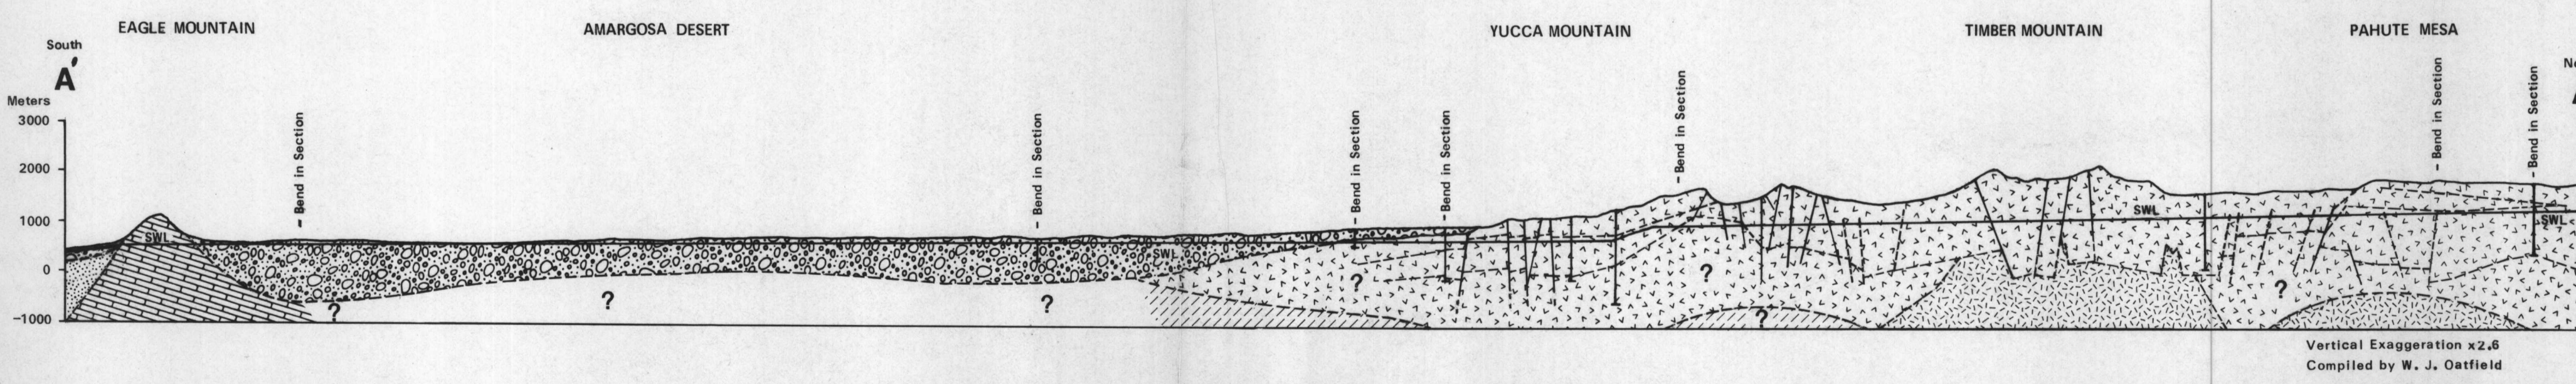 EAGLE MOUNTAIN
AMARGOSA DESERT
YUCCA MOUNTAIN
TIMBER MOUNTAIN
PAHUTE MESA
South
A'
Meters
3000
2000
1000
0
-1000
Bend in Section
Bend in Section
Bend in Section
Bend in Section
Bend in Section
Bend in Section
Bend in Section
SWL
SWL
SWL
SWL
?
?
?
?
?
?
?
Vertical Exaggeration x2.6
Compiled by W. J. Oatfield